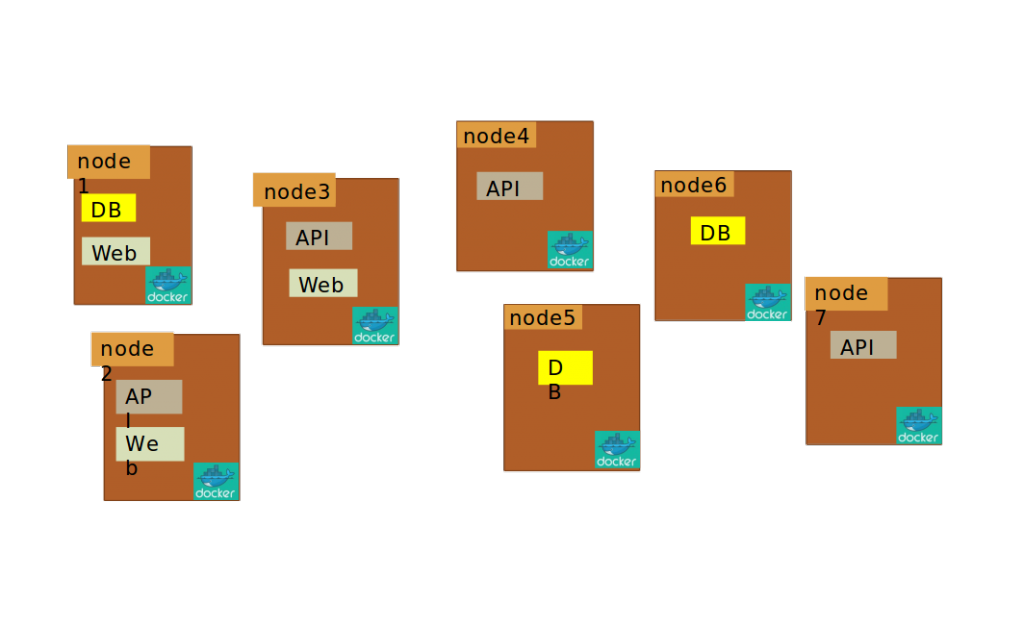 node
1
DB
Web
docker
node
2
AP
I
We
b
docker
node3
API
Web
docker
node4
API
docker
node5
D
B
docker
node6
DB
docker
node
7
API
docker